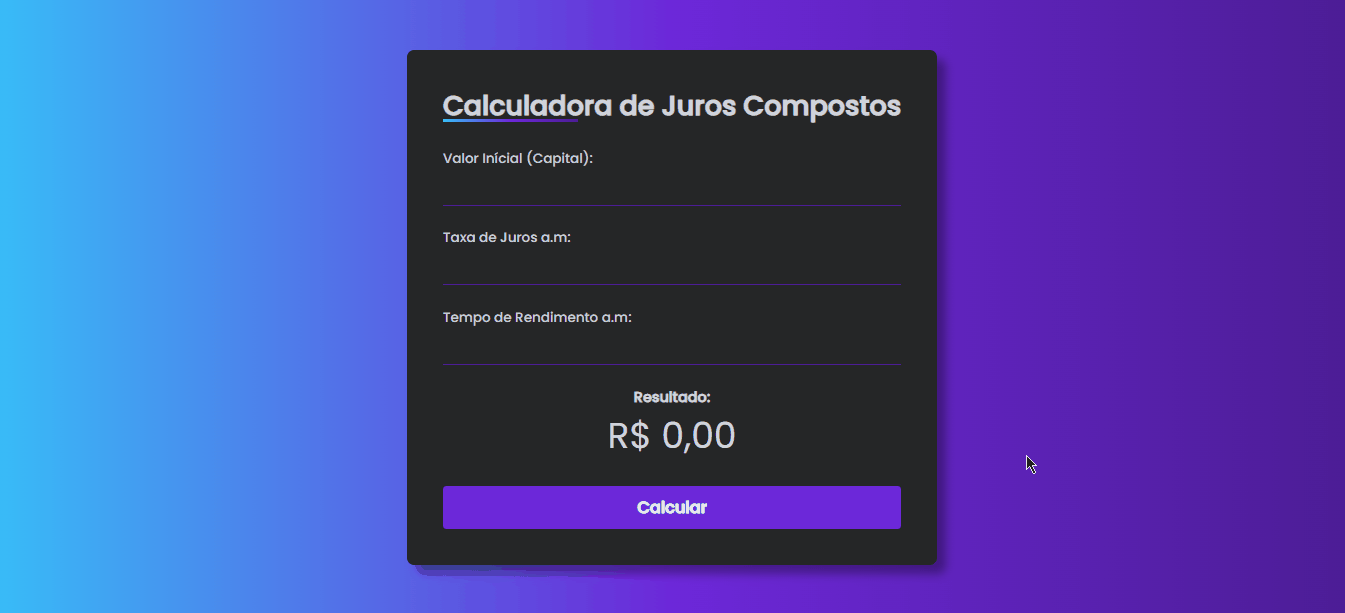 Calculadora de Juros Compostos
Valor Inícial (Capital):
Taxa de Juros a.m:
Tempo de Rendimento a.m:
Resultado:
R$ 0,00
Calcular